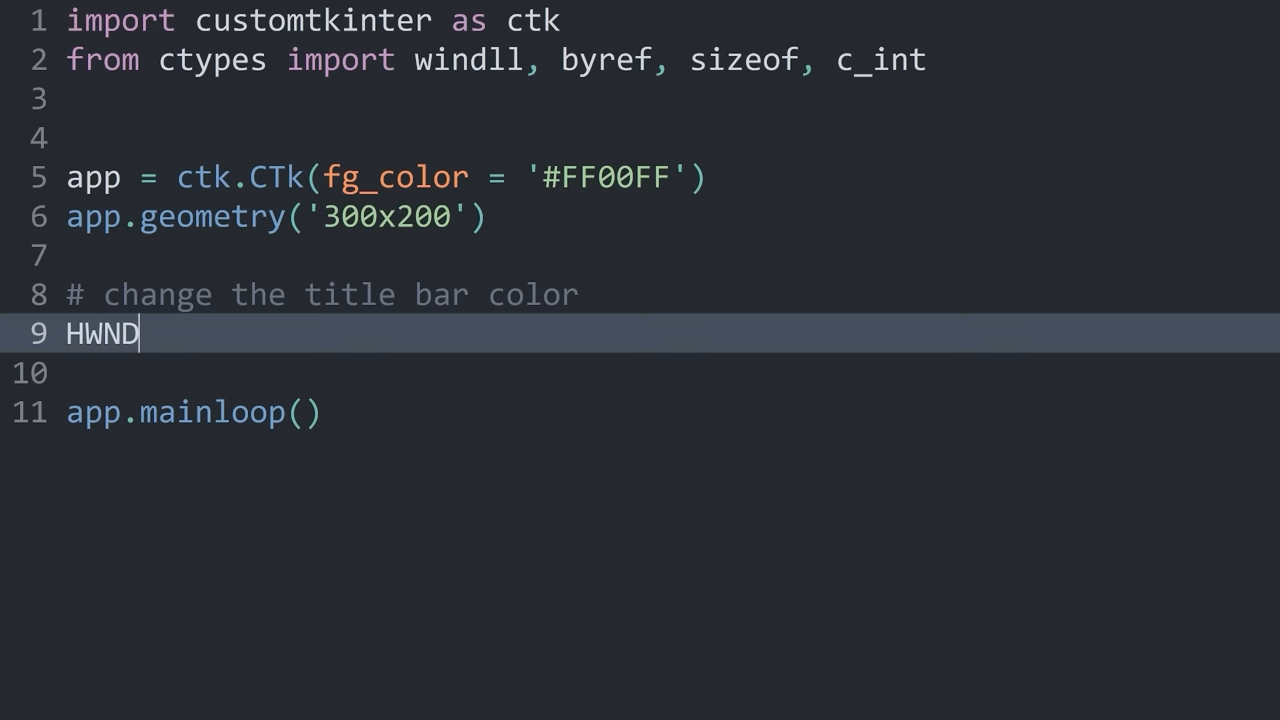 1 import customtkinter as ctk
2 from ctypes import windll, byref, sizeof, c_int
3
4
5 app = ctk.CTk(fg_color = '#FF00FF')
6 app.geometry('300x200')
7
8 # change the title bar color
9 HWND
10
11 app.mainloop()